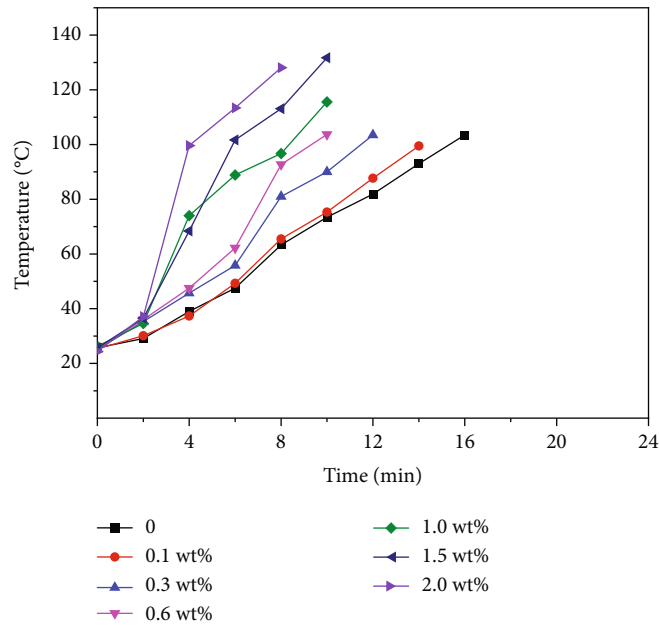 140
120
100
80
60
40
20
Temperature (°C)
0 4 8 12 16 20 24
Time (min)
0
0.1 wt%
0.3 wt%
0.6 wt%
1.0 wt%
1.5 wt%
2.0 wt%